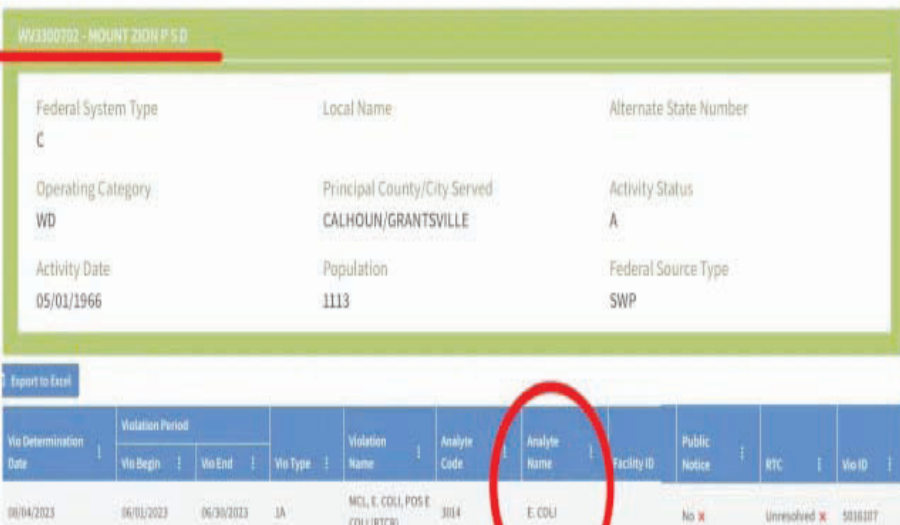 WV3300702 - MOUNT ZION P S D
Federal System Type Local Name Alternate State Number
C
Operating Category Principal County/City Served Activity Status
WD CALHOUN/GRANTSVILLE A
Activity Date Population Federal Source Type
05/01/1966 1113 SWP
Export to Excel
Violation Period
Vio Determination Date Vio Begin Vio End Vio Type Violation Name Analyte Code Analyte Name Facility ID Public Notice RTC Vio ID
08/04/2023 06/01/2023 06/30/2023 1A MCL, E. COLI, POS E 3014 E. COLI No x Unresolved x 5016107
COLI (RTCR)